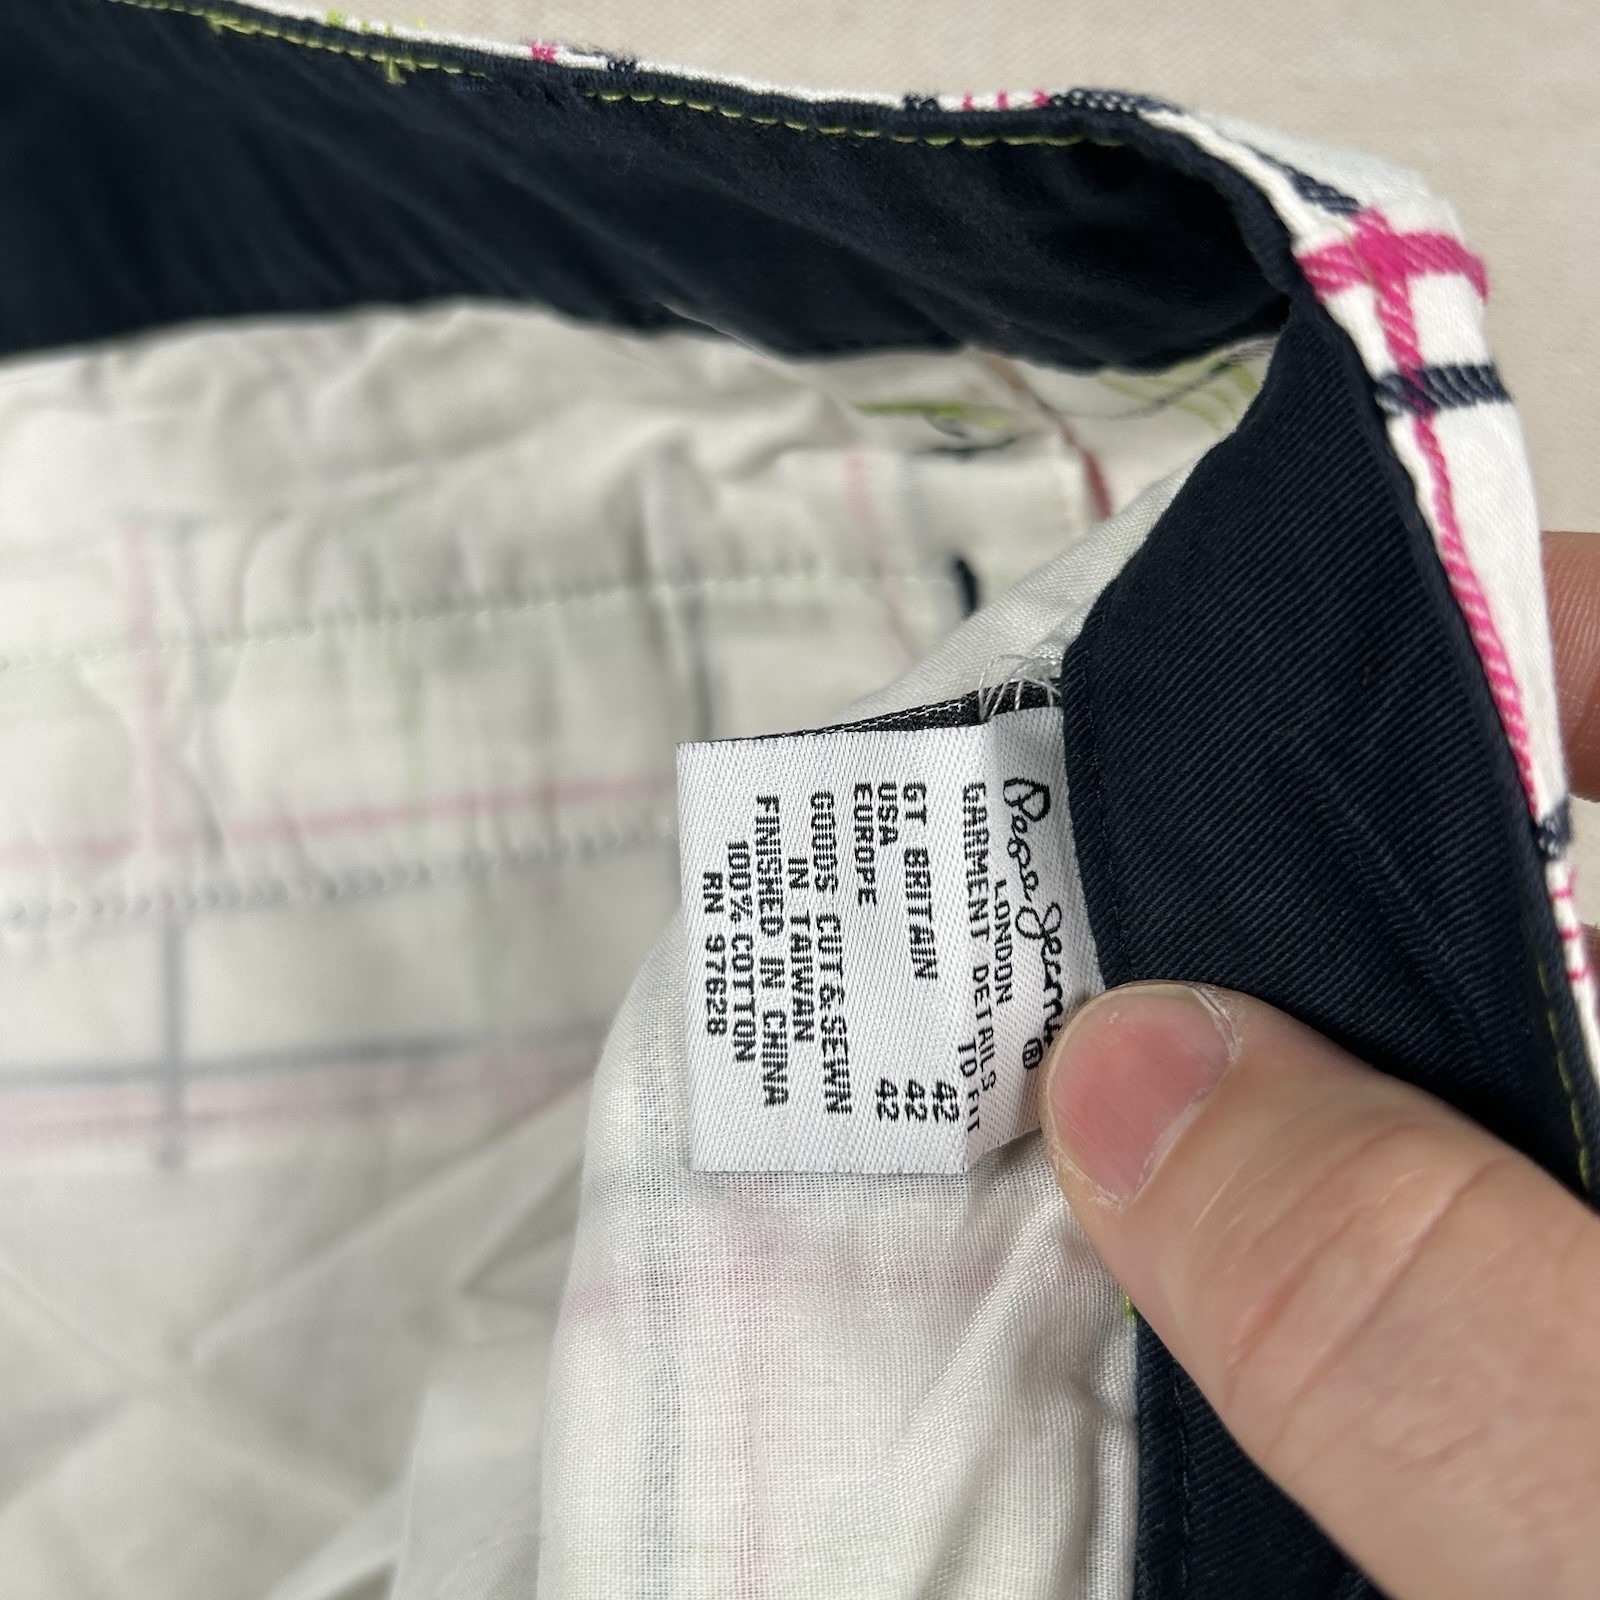 Pepe Jeans ®
LONDON
GARMENT DETAILS
TO FIT
GT BRITAIN 42
USA 42
EUROPE 42
GOODS CUT & SEWN
IN TAIWAN
FINISHED IN CHINA
100% COTTON
RN 97628